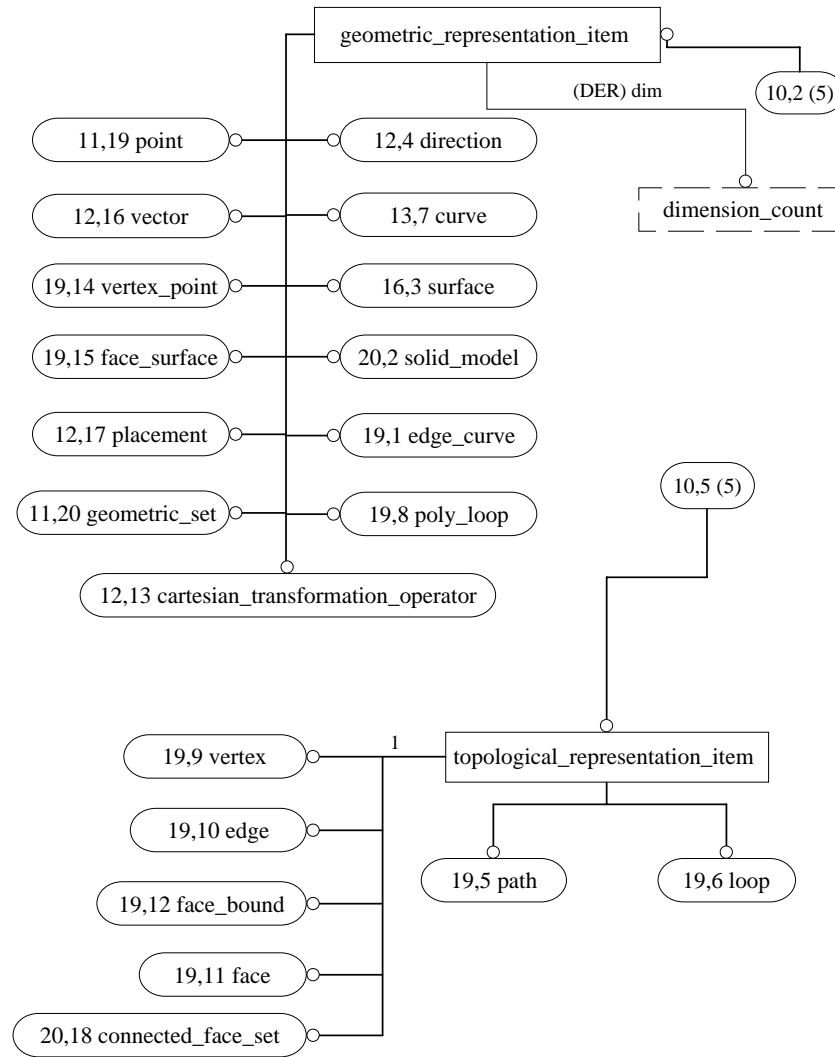 geometric_representation_item
10,2 (5)
(DER) dim
11,19 point
12,4 direction
12,16 vector
13,7 curve
dimension_count
19,14 vertex_point
16,3 surface
19,15 face_surface
20,2 solid_model
12,17 placement
19,1 edge_curve
10,5 (5)
11,20 geometric_set
19,8 poly_loop
12,13 cartesian_transformation_operator
1
19,9 vertex
topological_representation_item
19,10 edge
19,5 path
19,6 loop
19,12 face_bound
19,11 face
20,18 connected_face_set